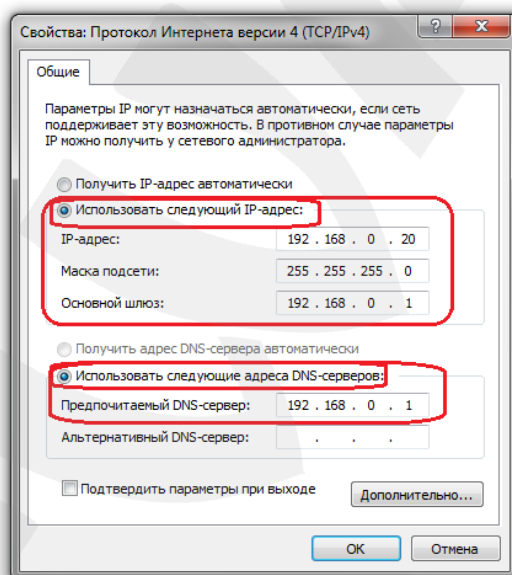 Свойства: Протокол Интернета версии 4 (TCP/IPv4)
Общие
Параметры IP могут назначаться автоматически, если сеть
поддерживает эту возможность. В противном случае параметры
IP можно получить у сетевого администратора.
Получить IP-адрес автоматически
Использовать следующий IP-адрес:
IP-адрес: 192 . 168 . 0 . 20
Маска подсети: 255 . 255 . 255 . 0
Основной шлюз: 192 . 168 . 0 . 1
Получить адрес DNS-сервера автоматически
Использовать следующие адреса DNS-серверов:
Предпочитаемый DNS-сервер: 192 . 168 . 0 . 1
Альтернативный DNS-сервер: . . .
Подтвердить параметры при выходе
Дополнительно...
OK Отмена